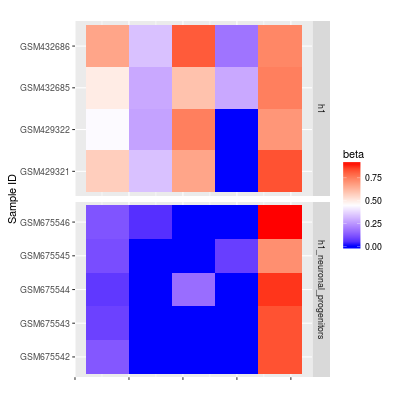 Sample ID
GSM432686
GSM432685
GSM429322
GSM429321
h1
GSM675546
GSM675545
GSM675544
GSM675543
GSM675542
h1_neuronal_progenitors
beta
0.75
0.50
0.25
0.00